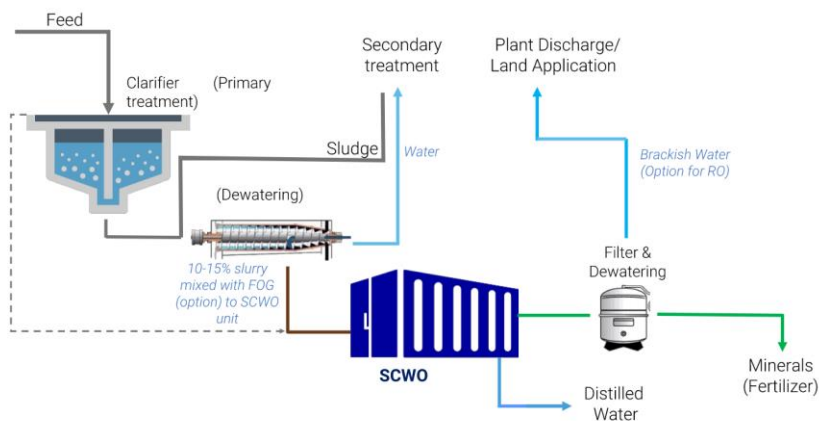 Feed
Clarifier (Primary
treatment)
Secondary
treatment
Plant Discharge/
Land Application
Sludge
Water
Brackish Water
(Option for RO)
(Dewatering)
10-15% slurry
mixed with FOG
(option) to SCWO
unit
Filter &
Dewatering
SCWO
Distilled
Water
Minerals
(Fertilizer)